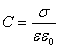 C = σ / εε₀